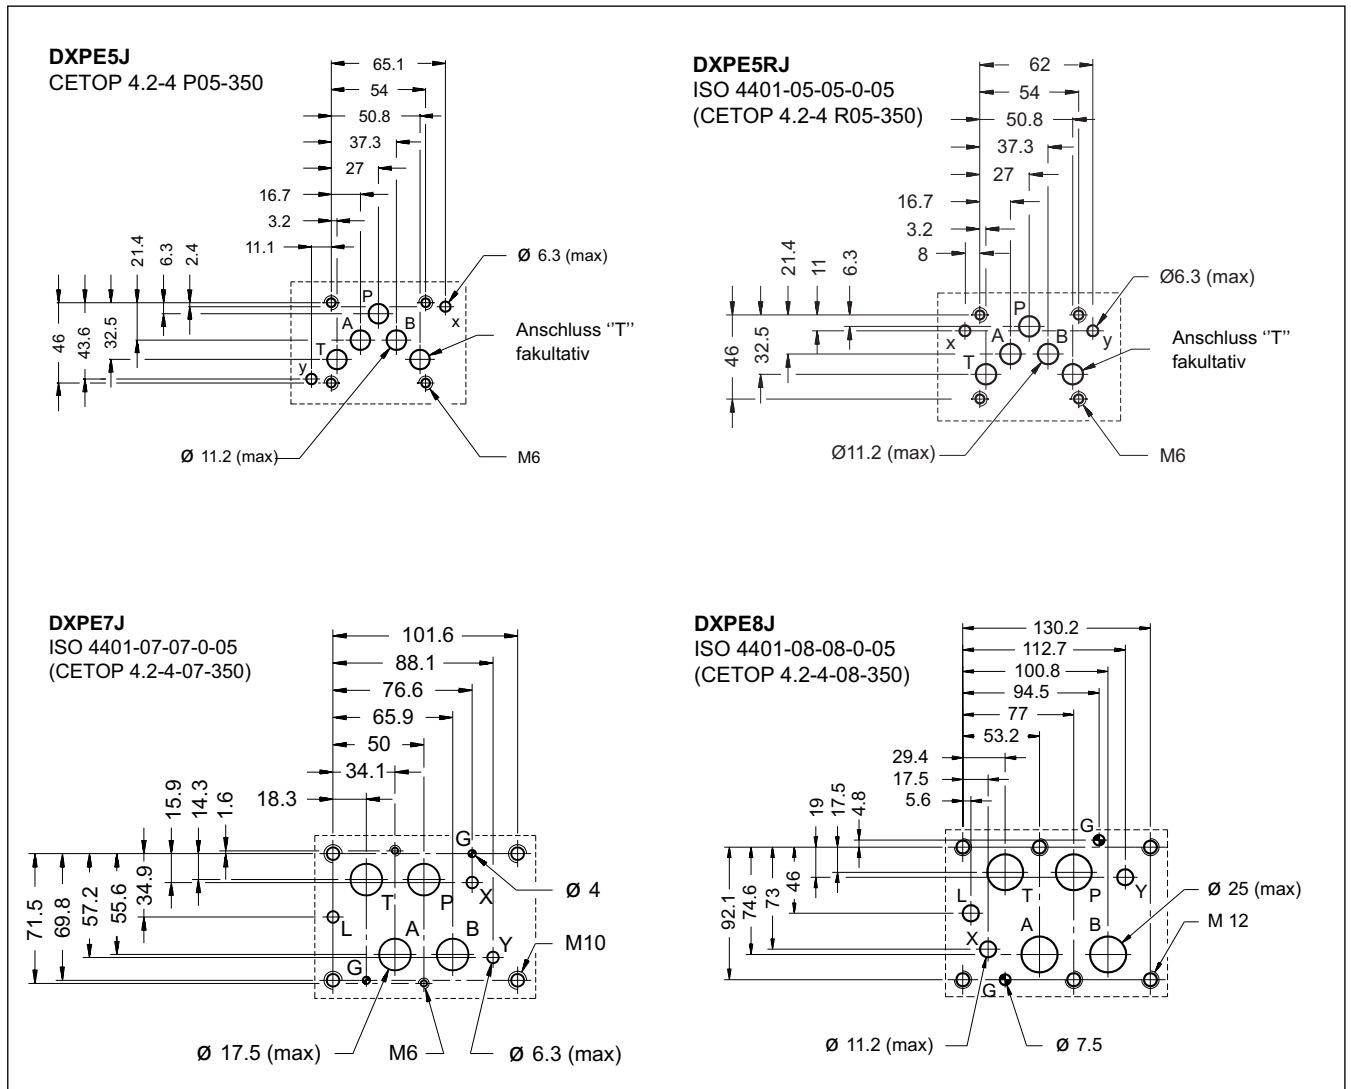 DXPE5J
CETOP 4.2-4 P05-350
65.1
54
50.8
37.3
27
16.7
3.2
11.1
21.4
6.3
2.4
46
43.6
32.5
Ø 6.3 (max)
P
A
B
x
T
y
Anschluss ‘‘T’’
fakultativ
Ø 11.2 (max)
M6
DXPE5RJ
ISO 4401-05-05-0-05
(CETOP 4.2-4 R05-350)
62
54
50.8
37.3
27
16.7
3.2
8
21.4
11
6.3
46
32.5
Ø6.3 (max)
P
x
A
B
y
T
Anschluss ‘‘T’’
fakultativ
Ø11.2 (max)
M6
DXPE7J
ISO 4401-07-07-0-05
(CETOP 4.2-4-07-350)
101.6
88.1
76.6
65.9
50
34.1
18.3
15.9
14.3
1.6
71.5
69.8
57.2
55.6
34.9
G
T
P
X
L
A
B
Y
G
Ø 4
M10
Ø 17.5 (max)
M6
Ø 6.3 (max)
DXPE8J
ISO 4401-08-08-0-05
(CETOP 4.2-4-08-350)
130.2
112.7
100.8
94.5
77
53.2
29.4
17.5
5.6
19
17.5
4.8
92.1
74.6
73
46
G
T
P
Y
L
A
B
X
G
Ø 25 (max)
M 12
Ø 11.2 (max)
Ø 7.5